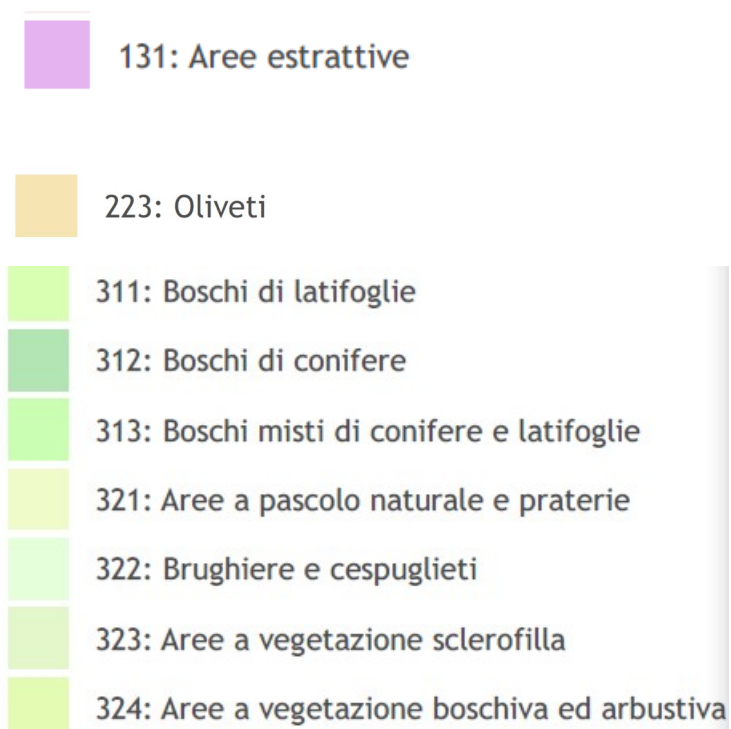 131: Aree estrattive
223: Oliveti
311: Boschi di latifoglie
312: Boschi di conifere
313: Boschi misti di conifere e latifoglie
321: Aree a pascolo naturale e praterie
322: Brughiere e cespuglieti
323: Aree a vegetazione sclerofilla
324: Aree a vegetazione boschiva ed arbustiva